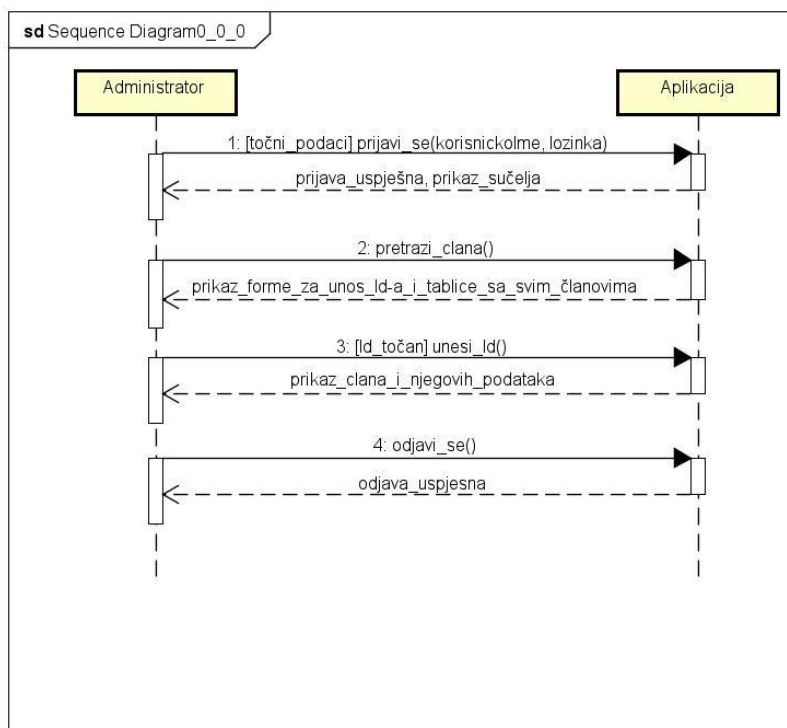 sd Sequence Diagram0_0_0
Administrator
Aplikacija
1: [točni_podaci] prijavi_se(korisnickoIme, lozinka)
prijava_uspješna, prikaz_sučelja
2: pretrazi_clana()
prikaz_forme_za_unos_Id-a_i_tablice_sa_svim_članovima
3: [Id_točan] unesi_Id()
prikaz_clana_i_njegovih_podataka
4: odjavi_se()
odjava_uspjesna